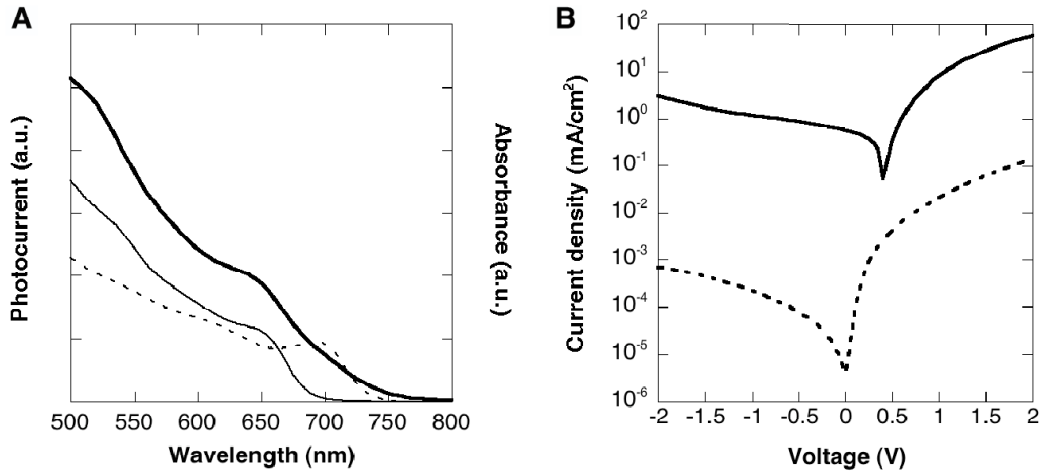 A
Photocurrent (a.u.)
Absorbance (a.u.)
500 550 600 650 700 750 800
Wavelength (nm)
B
Current density (mA/cm²)
10²
10¹
10⁰
10⁻¹
10⁻²
10⁻³
10⁻⁴
10⁻⁵
10⁻⁶
-2 -1.5 -1 -0.5 0 0.5 1 1.5 2
Voltage (V)